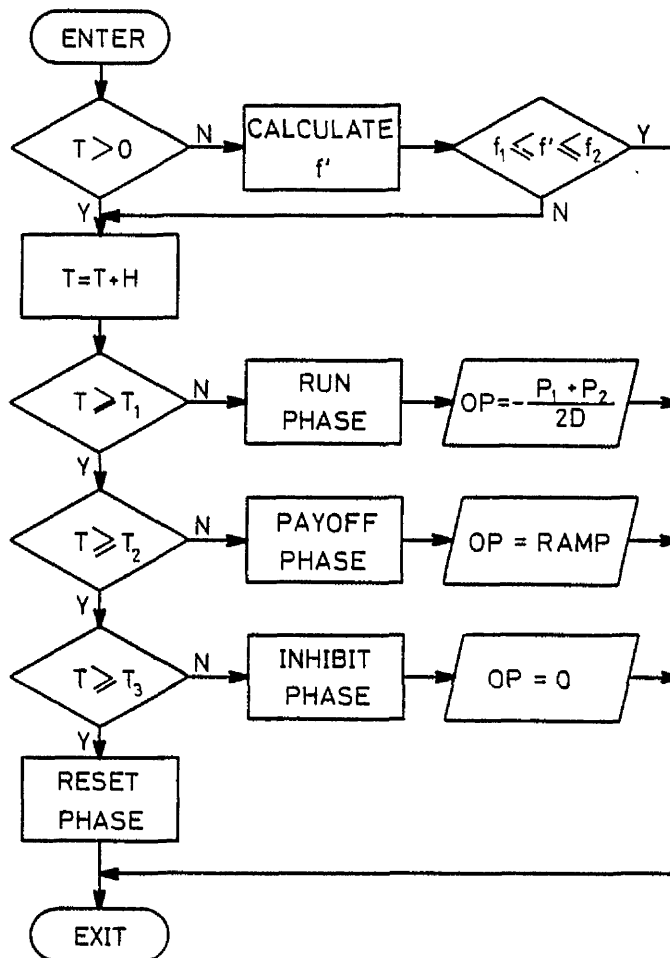 ENTER
T > 0
N
CALCULATE
f'
f₁ ⩽ f' ⩽ f₂
Y
Y
N
T=T+H
T ⩾ T₁
N
RUN
PHASE
OP=-(P₁ + P₂)/2D
Y
T ⩾ T₂
N
PAYOFF
PHASE
OP = RAMP
Y
T ⩾ T₃
N
INHIBIT
PHASE
OP = 0
Y
RESET
PHASE
EXIT